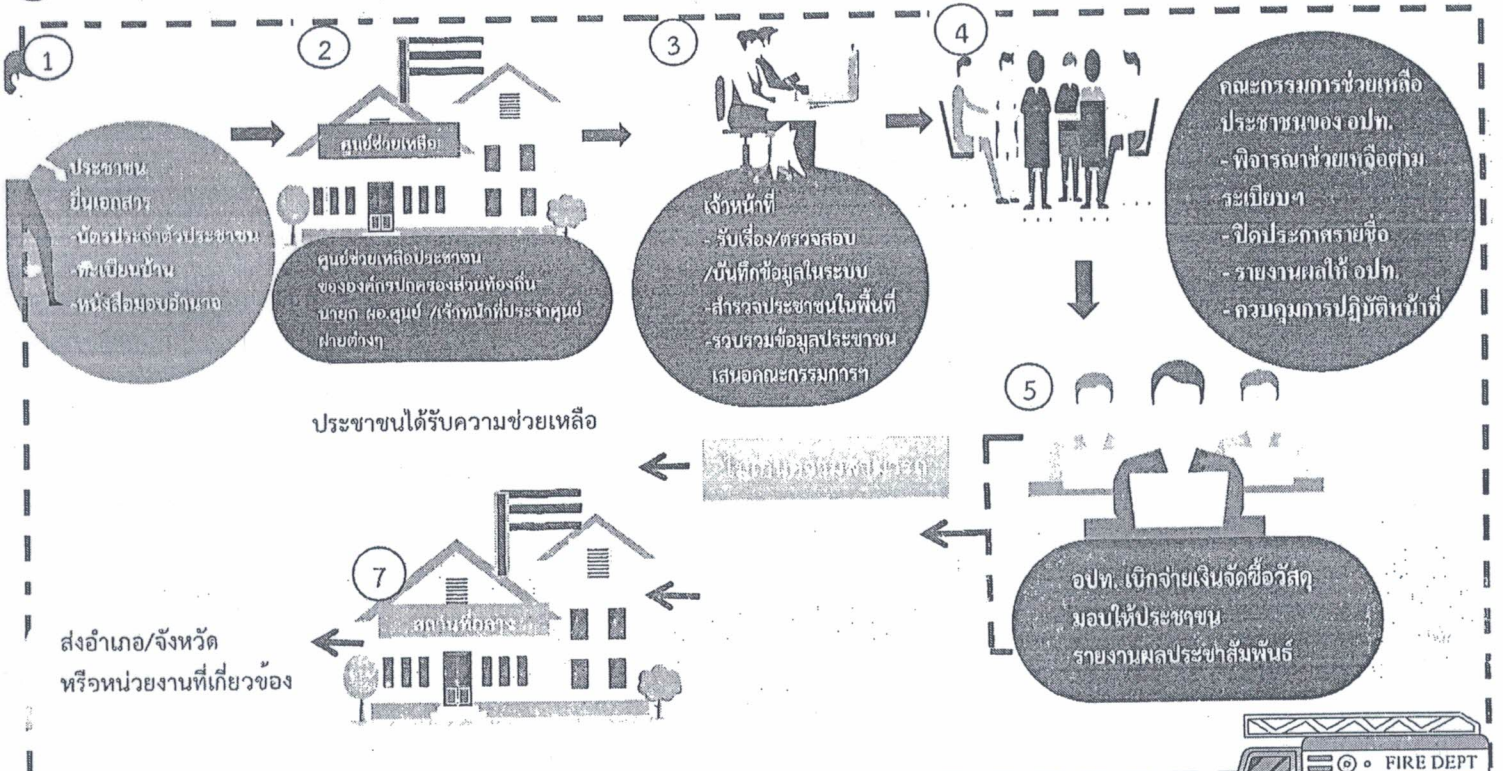 1
ประชาชน
ยื่นเอกสาร
-บัตรประจำตัวประชาชน
-ทะเบียนบ้าน
-หนังสือมอบอำนาจ
2
ศูนย์ช่วยเหลือ
ศูนย์ช่วยเหลือประชาชน
ขององค์กรปกครองส่วนท้องถิ่น
นายก ผอ.ศูนย์ /เจ้าหน้าที่ประจำศูนย์
ฝ่ายต่างๆ
3
เจ้าหน้าที่
- รับเรื่อง/ตรวจสอบ
/บันทึกข้อมูลในระบบ
-สำรวจประชาชนในพื้นที่
-รวบรวมข้อมูลประชาชน
เสนอคณะกรรมการฯ
4
คณะกรรมการช่วยเหลือ
ประชาชนของ อปท.
- พิจารณาช่วยเหลือตาม
ระเบียบฯ
- ปิดประกาศรายชื่อ
- รายงานผลให้ อปท.
- ควบคุมการปฏิบัติหน้าที่
5
อปท. เบิกจ่ายเงินจัดซื้อวัสดุ
มอบให้ประชาชน
รายงานผลประชาสัมพันธ์
ประชาชนได้รับความช่วยเหลือ
7
สถานที่กลาง
ส่งอำเภอ/จังหวัด
หรือหน่วยงานที่เกี่ยวข้อง
FIRE DEPT